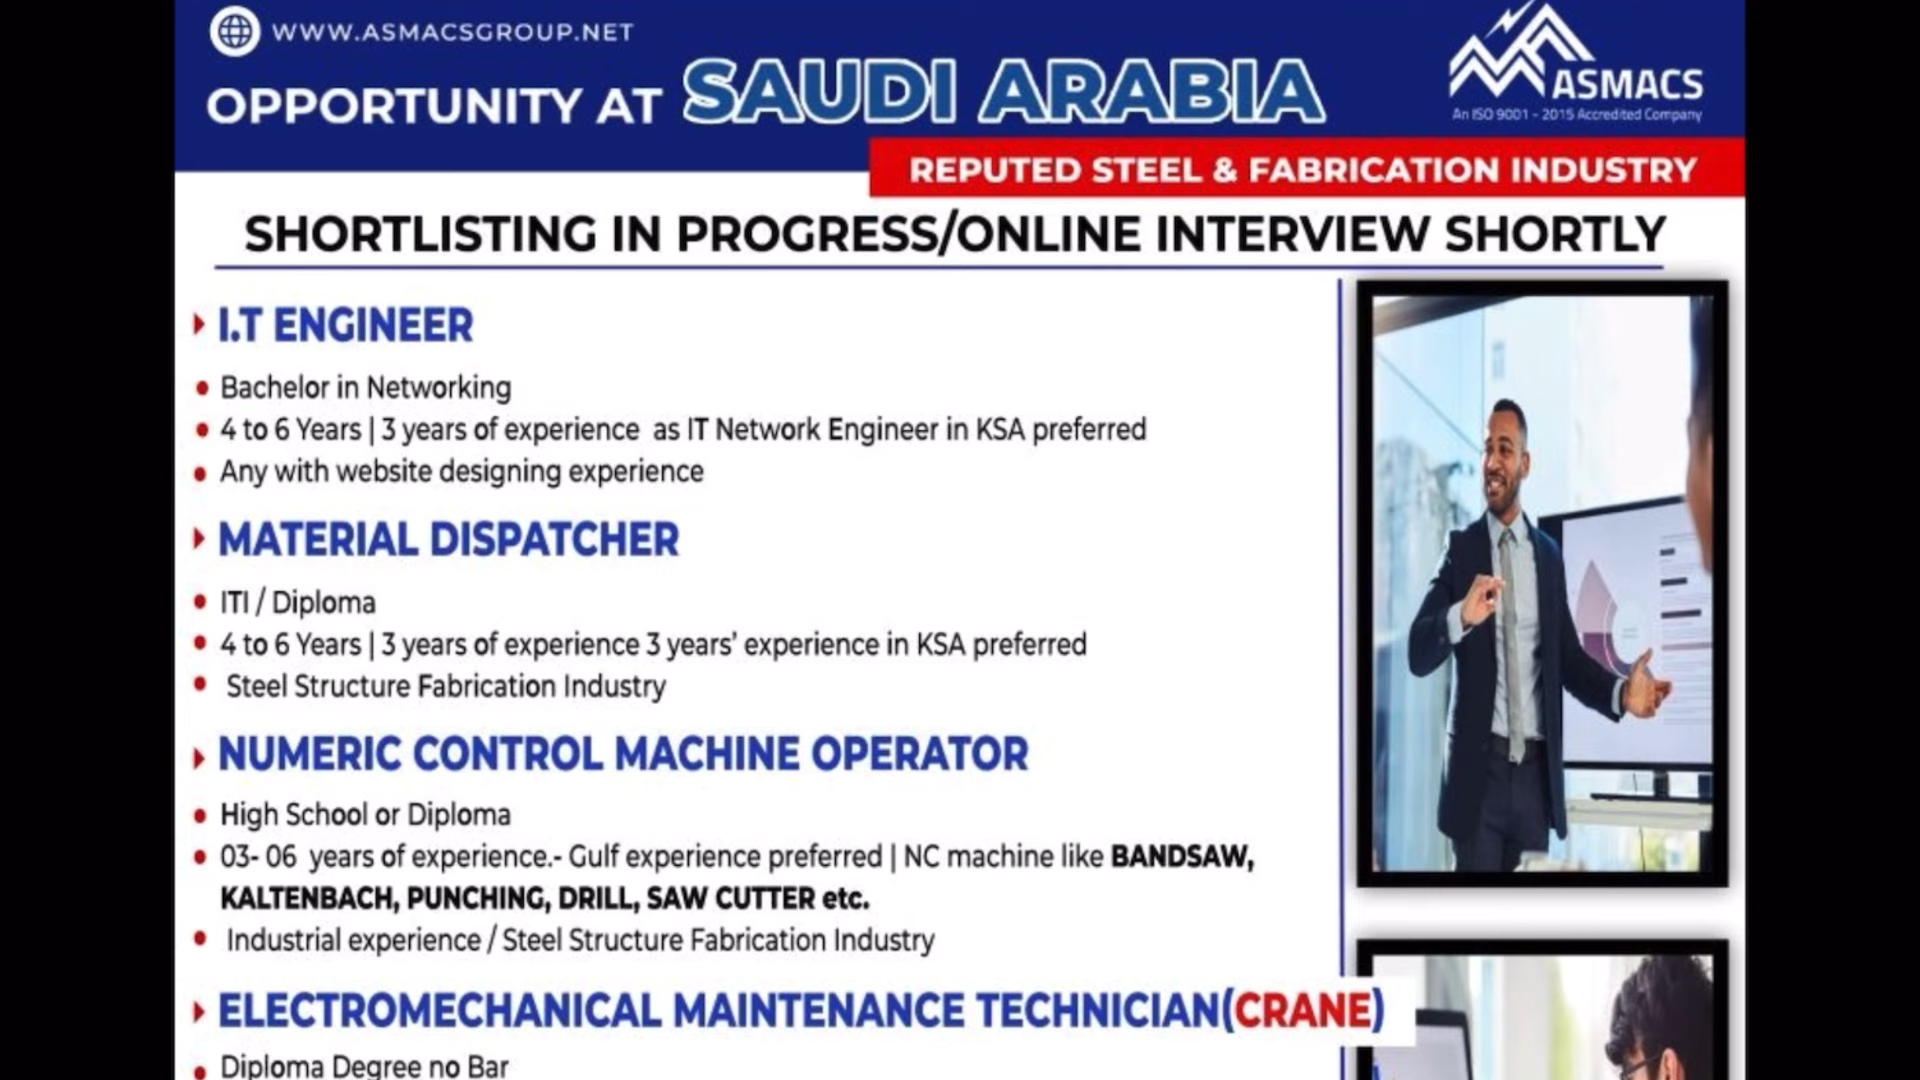 WWW.ASMACSGROUP.NET
OPPORTUNITY AT SAUDI ARABIA
ASMACS
An ISO 9001 - 2015 Accredited Company
REPUTED STEEL & FABRICATION INDUSTRY
SHORTLISTING IN PROGRESS/ONLINE INTERVIEW SHORTLY
I.T ENGINEER
Bachelor in Networking
4 to 6 Years | 3 years of experience as IT Network Engineer in KSA preferred
Any with website designing experience
MATERIAL DISPATCHER
ITI / Diploma
4 to 6 Years | 3 years of experience 3 years' experience in KSA preferred
Steel Structure Fabrication Industry
NUMERIC CONTROL MACHINE OPERATOR
High School or Diploma
03- 06 years of experience.- Gulf experience preferred | NC machine like BANDSAW,
KALTENBACH, PUNCHING, DRILL, SAW CUTTER etc.
Industrial experience / Steel Structure Fabrication Industry
ELECTROMECHANICAL MAINTENANCE TECHNICIAN(CRANE)
Diploma Degree no Bar